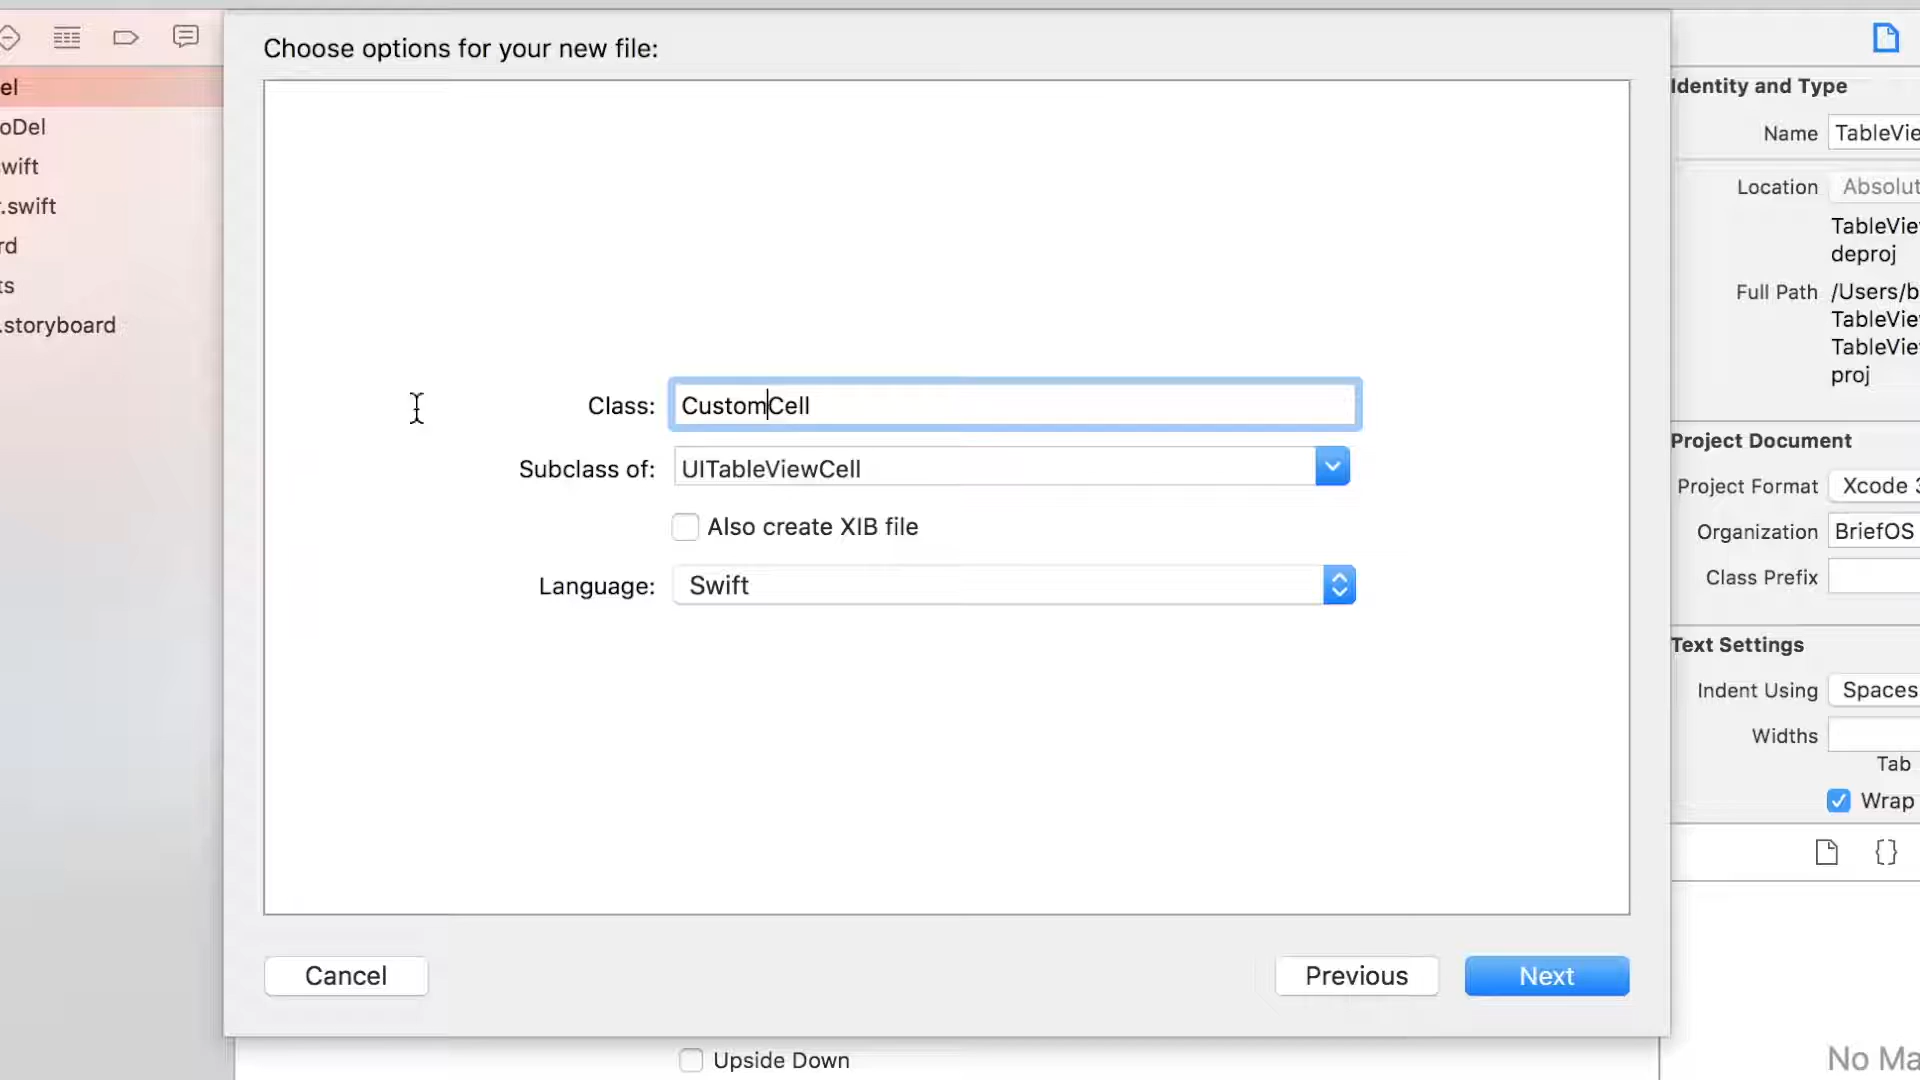 Choose options for your new file:
el
oDel
wift
r.swift
rd
ts
.storyboard
Class: CustomCell
Subclass of: UITableViewCell
Also create XIB file
Language: Swift
Cancel
Previous
Next
Upside Down
Identity and Type
Name TableVie
Location Absolut
TableVie
deproj
Full Path /Users/b
TableVie
TableVie
proj
Project Document
Project Format Xcode 3
Organization BriefOS
Class Prefix
Text Settings
Indent Using Spaces
Widths
Tab
Wrap
{}
No Ma